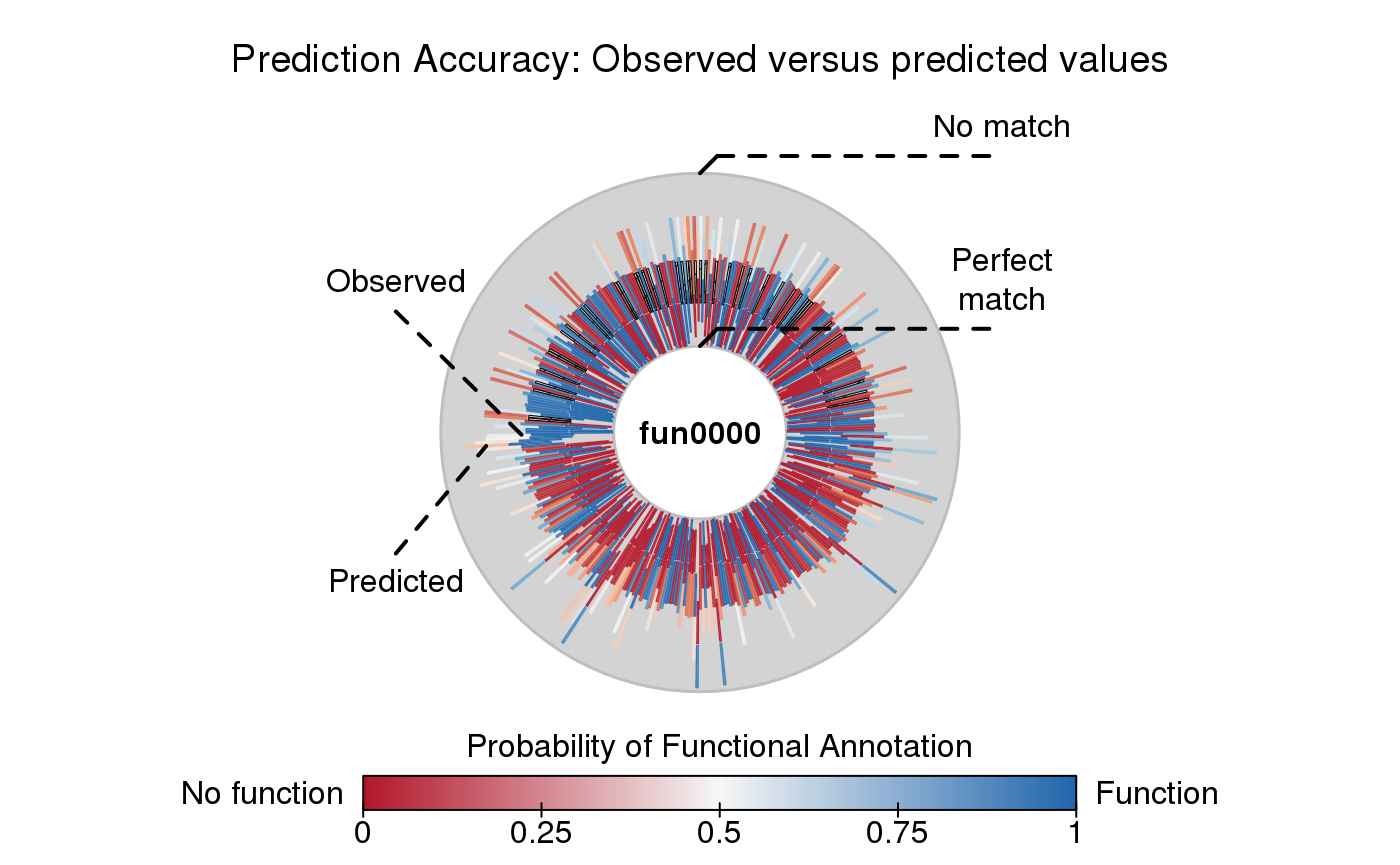 Prediction Accuracy: Observed versus predicted values
No match
Perfect
match
Observed
fun0000
Predicted
Probability of Functional Annotation
No function
Function
0 0.25 0.5 0.75 1